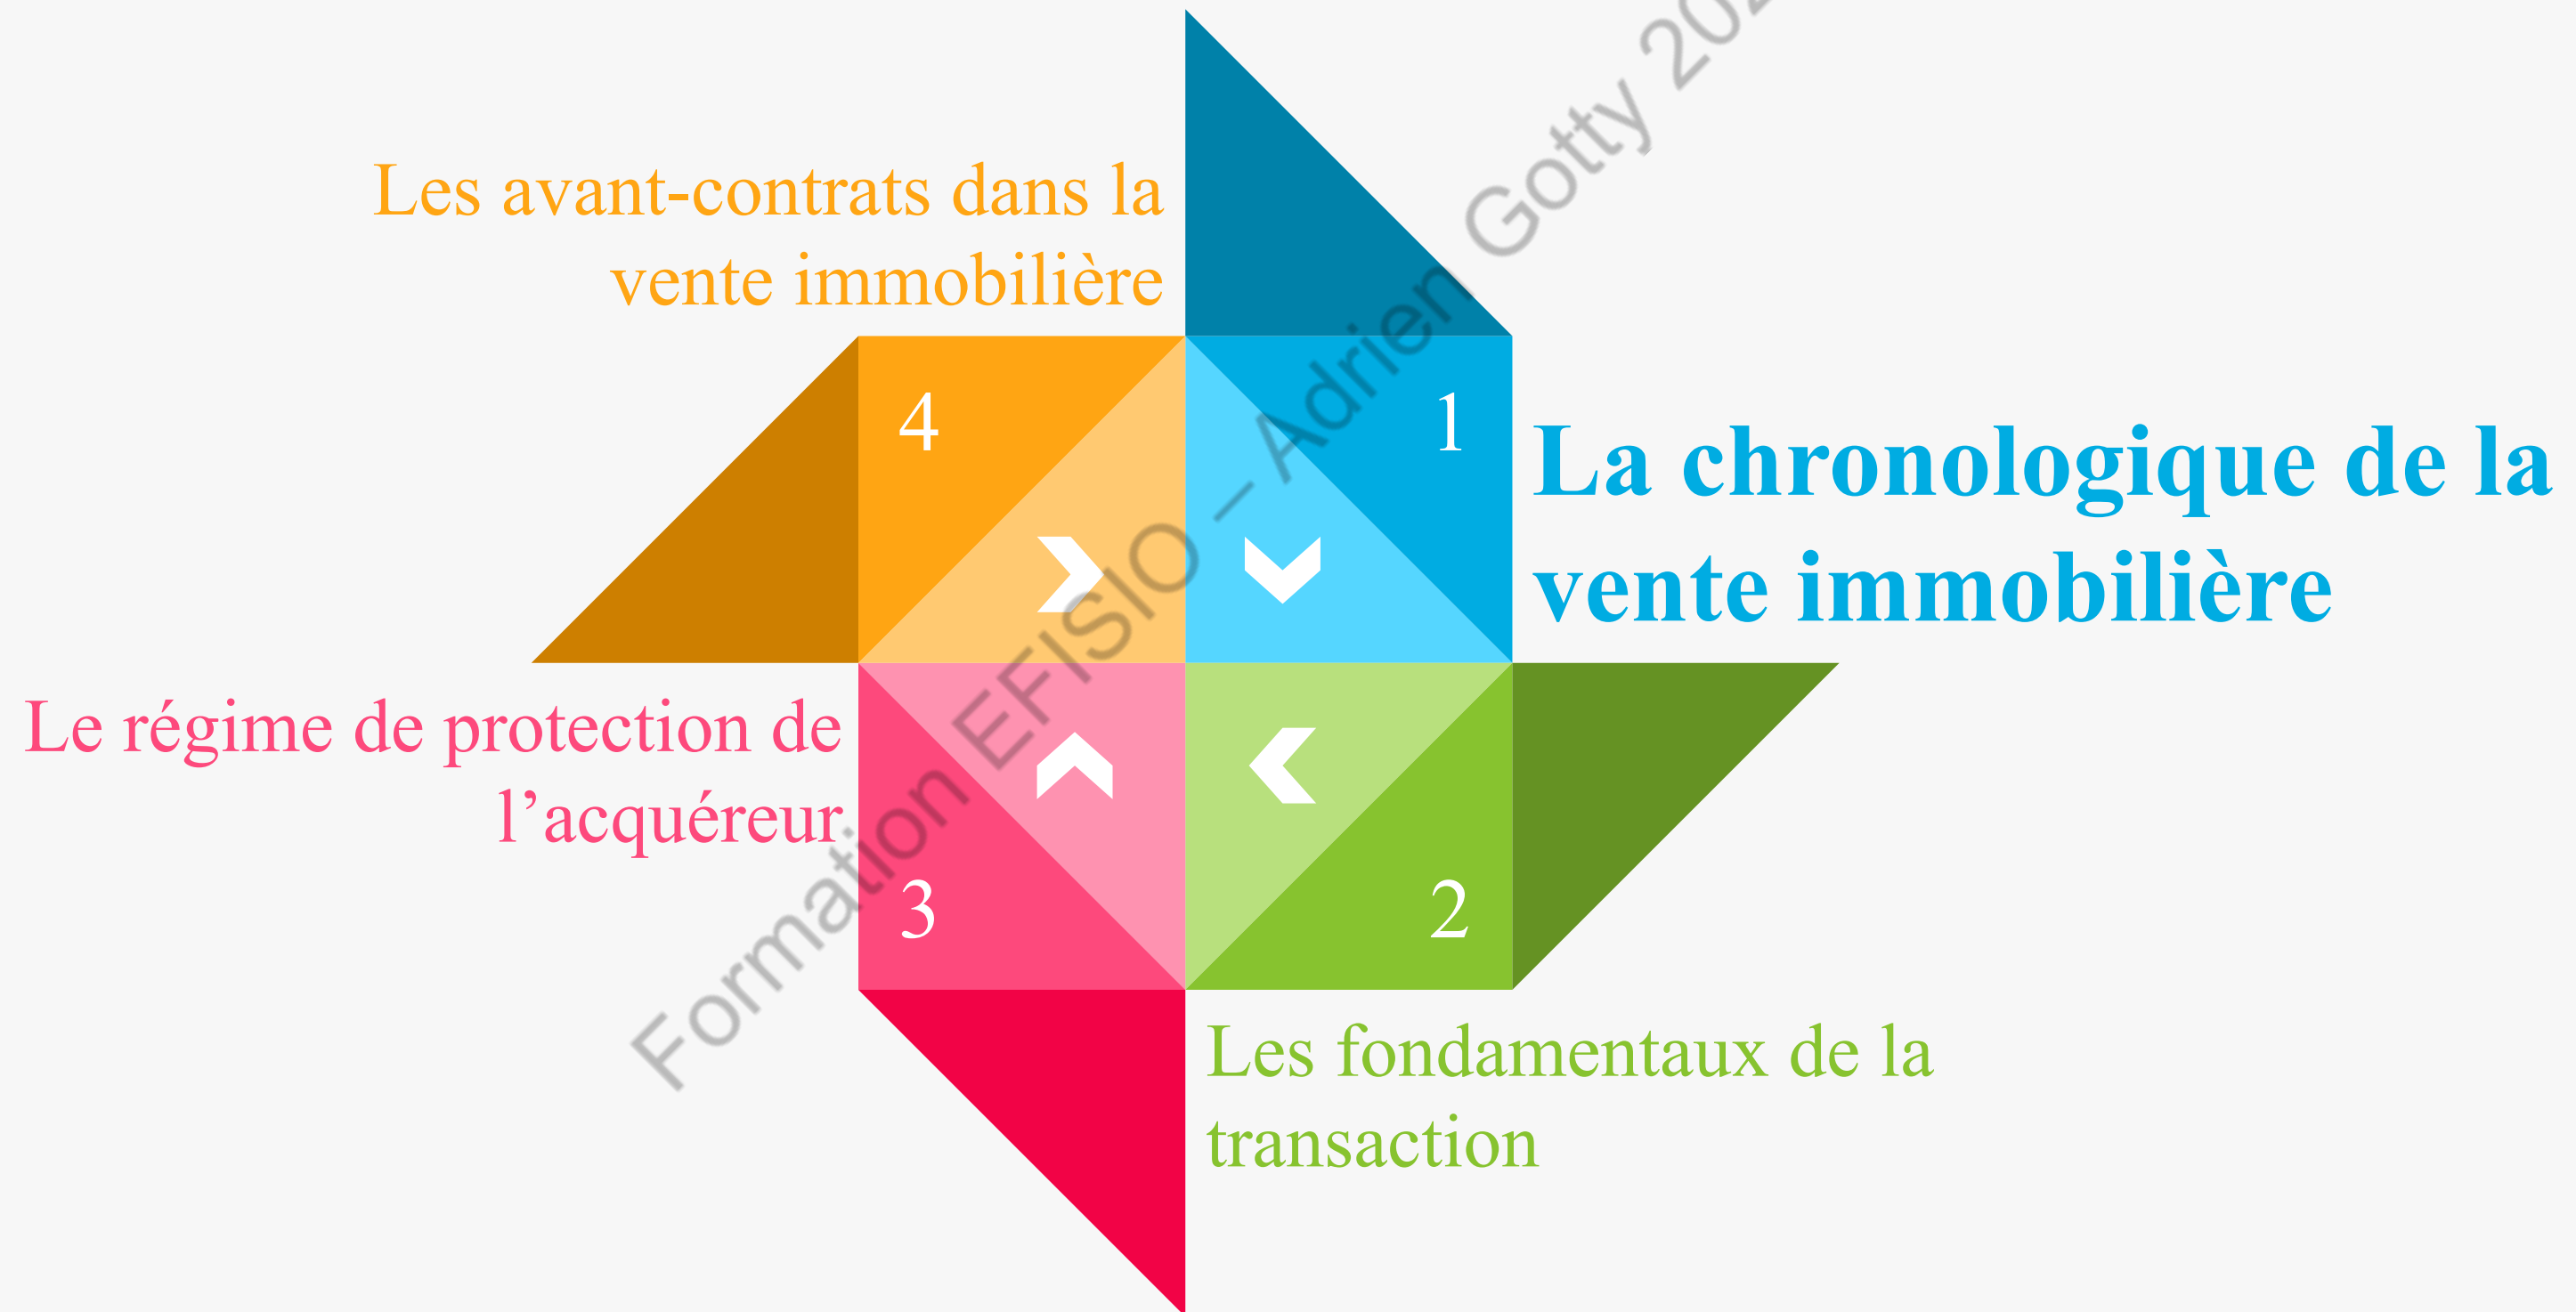 1
La chronologique de la
vente immobilière
2
Les fondamentaux de la
transaction
3
Le régime de protection de
l’acquéreur
4
Les avant-contrats dans la
vente immobilière
Formation EFISIO – Adrien Gotty